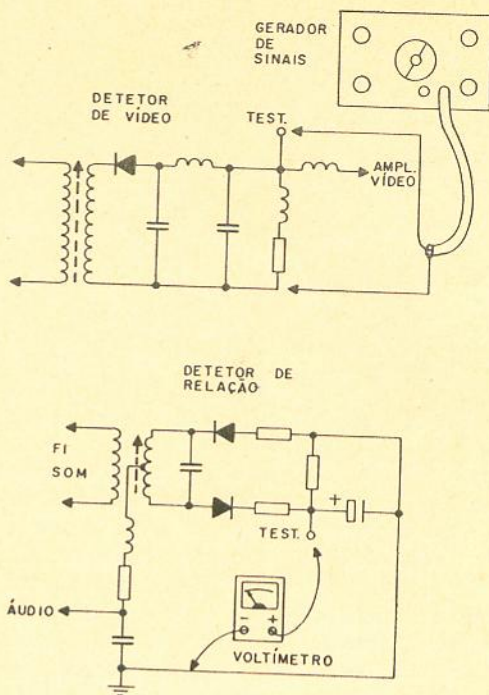 GERADOR
DE
SINAIS
DETETOR
DE VÍDEO
TEST.
AMPL.
VÍDEO
DETETOR DE
RELAÇÃO
FI
SOM
+
TEST.
ÁUDIO
- +
VOLTÍMETRO